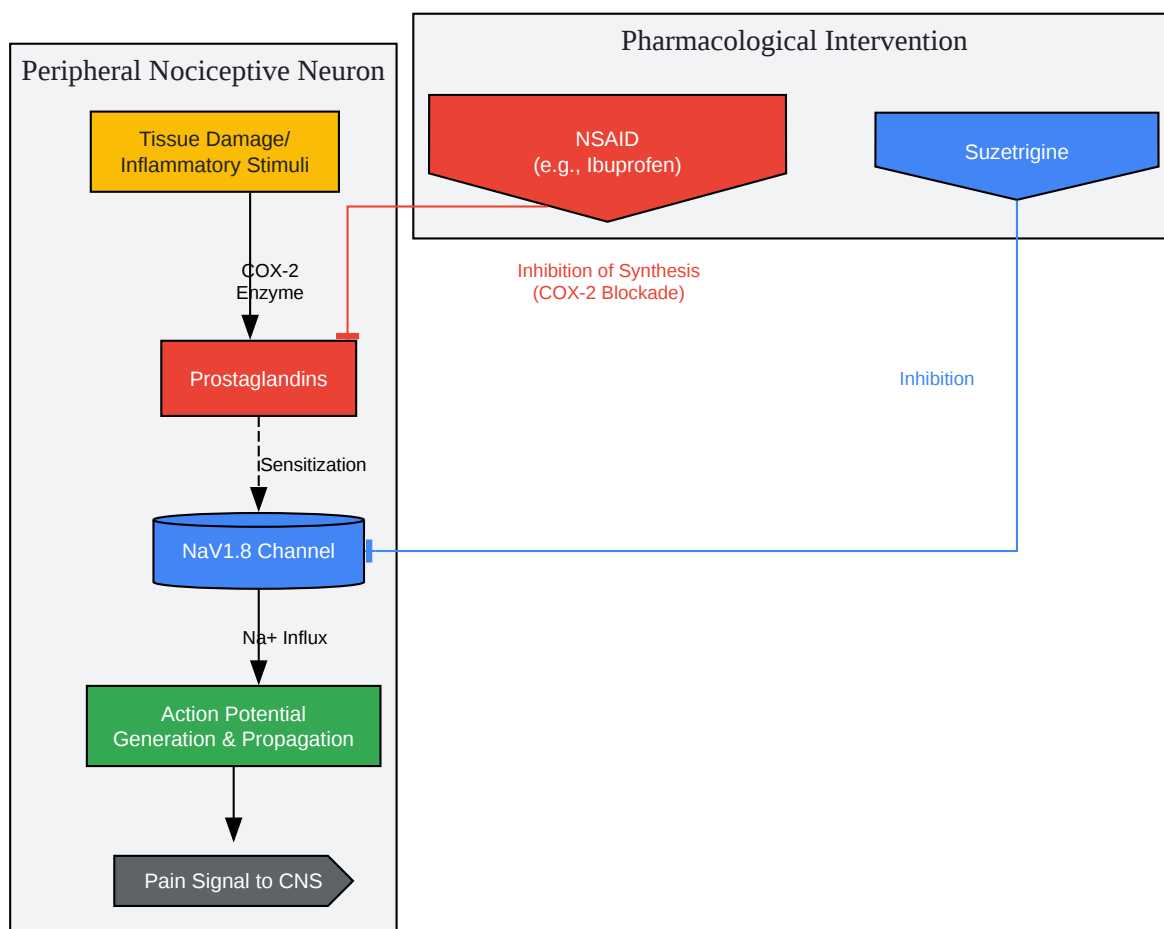 Peripheral Nociceptive Neuron
Tissue Damage/
Inflammatory Stimuli
COX-2
Enzyme
Prostaglandins
Sensitization
NaV1.8 Channel
Na+ Influx
Action Potential
Generation & Propagation
Pain Signal to CNS
Pharmacological Intervention
NSAID
(e.g., Ibuprofen)
Suzetrigine
Inhibition of Synthesis
(COX-2 Blockade)
Inhibition